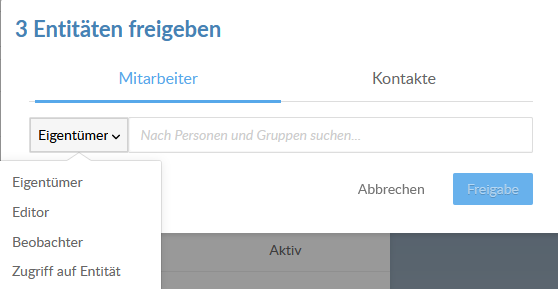 3 Entitäten freigeben
Mitarbeiter Kontakte
Eigentümer Nach Personen und Gruppen suchen...
Eigentümer
Editor
Beobachter
Zugriff auf Entität
Abbrechen Freigabe
Aktiv